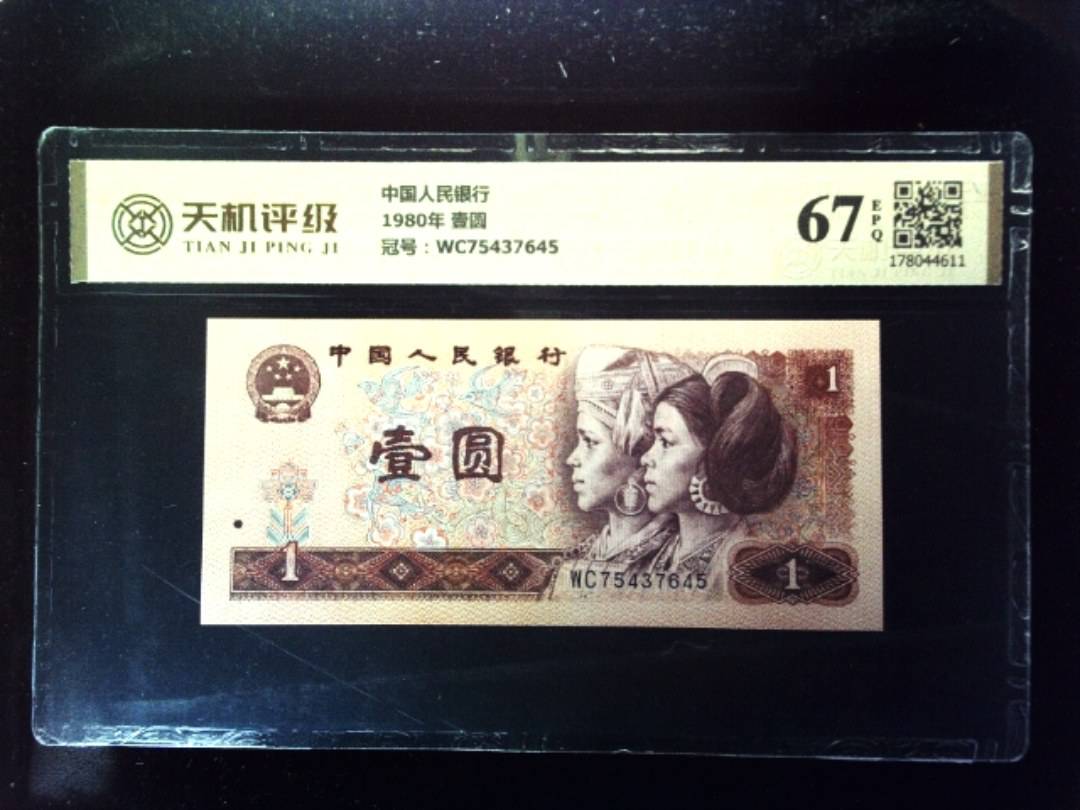 天机评级
TIAN JI PING JI
中国人民银行
1980年 壹圆
冠号：WC75437645
67
EPQ
178044611
中国人民银行
1
壹圆
1
WC75437645
1